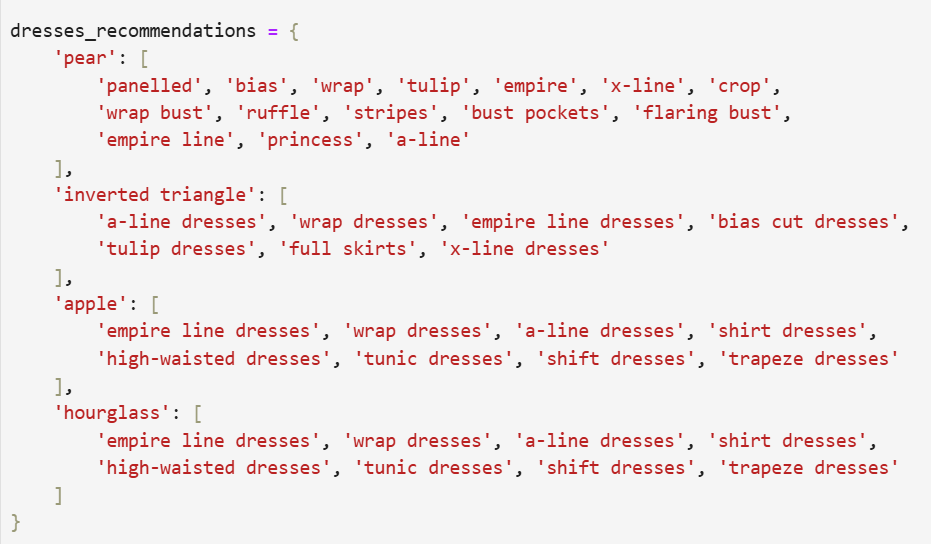 dresses_recommendations = {
    'pear': [
        'panelled', 'bias', 'wrap', 'tulip', 'empire', 'x-line', 'crop',
        'wrap bust', 'ruffle', 'stripes', 'bust pockets', 'flaring bust',
        'empire line', 'princess', 'a-line'
    ],
    'inverted triangle': [
        'a-line dresses', 'wrap dresses', 'empire line dresses', 'bias cut dresses',
        'tulip dresses', 'full skirts', 'x-line dresses'
    ],
    'apple': [
        'empire line dresses', 'wrap dresses', 'a-line dresses', 'shirt dresses',
        'high-waisted dresses', 'tunic dresses', 'shift dresses', 'trapeze dresses'
    ],
    'hourglass': [
        'empire line dresses', 'wrap dresses', 'a-line dresses', 'shirt dresses',
        'high-waisted dresses', 'tunic dresses', 'shift dresses', 'trapeze dresses'
    ]
}